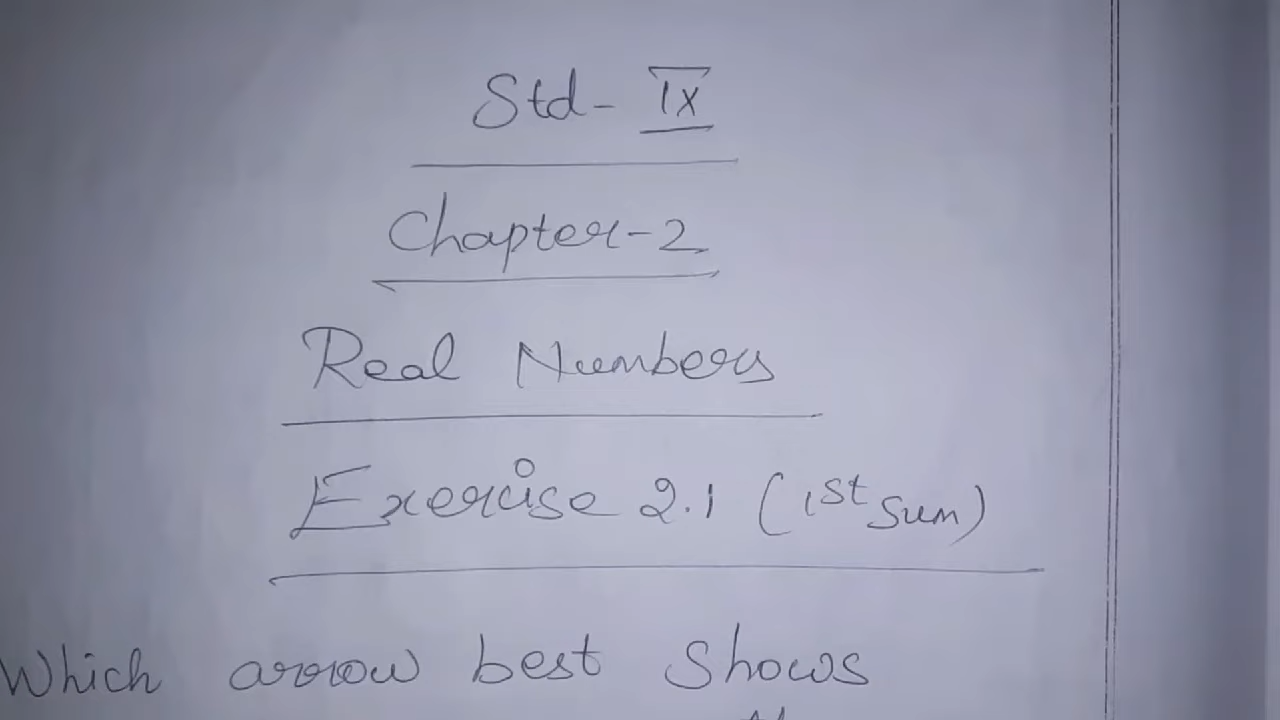 Std- IX
Chapter-2
Real Numbers
Exercise 2.1 (1st sum)
Which arrow best shows